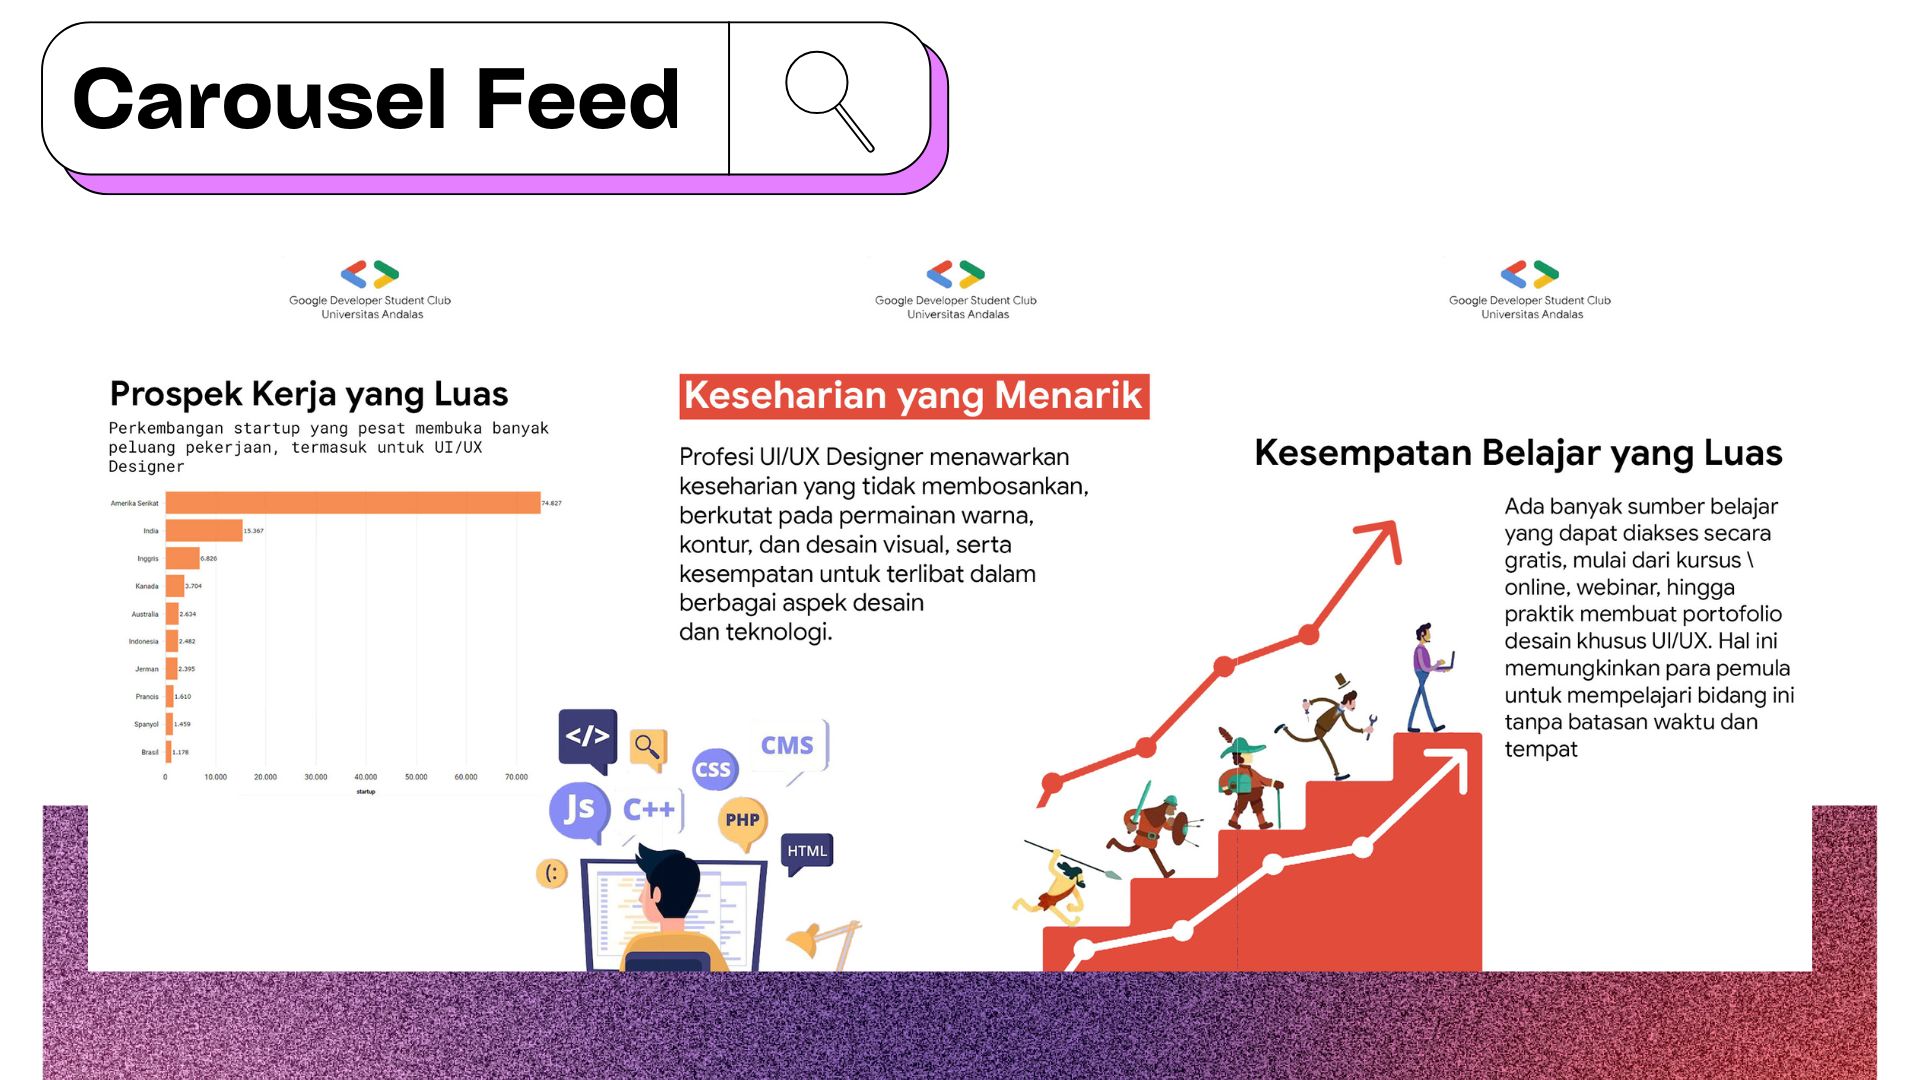 Carousel Feed
Google Developer Student Club
Universitas Andalas
Prospek Kerja yang Luas
Perkembangan startup yang pesat membuka banyak
peluang pekerjaan, termasuk untuk UI/UX
Designer
Amerika Serikat 74.827
India 15.367
Inggris 6.826
Kanada 3.704
Australia 2.634
Indonesia 2.482
Jerman 2.395
Prancis 1.610
Spanyol 1.459
Brasil 1.178
0 10.000 20.000 30.000 40.000 50.000 60.000 70.000
startup
Google Developer Student Club
Universitas Andalas
Keseharian yang Menarik
Profesi UI/UX Designer menawarkan
keseharian yang tidak membosankan,
berkutat pada permainan warna,
kontur, dan desain visual, serta
kesempatan untuk terlibat dalam
berbagai aspek desain
dan teknologi.
</>
CMS
CSS
Js
C++
PHP
HTML
Google Developer Student Club
Universitas Andalas
Kesempatan Belajar yang Luas
Ada banyak sumber belajar
yang dapat diakses secara
gratis, mulai dari kursus \
online, webinar, hingga
praktik membuat portofolio
desain khusus UI/UX. Hal ini
memungkinkan para pemula
untuk mempelajari bidang ini
tanpa batasan waktu dan
tempat